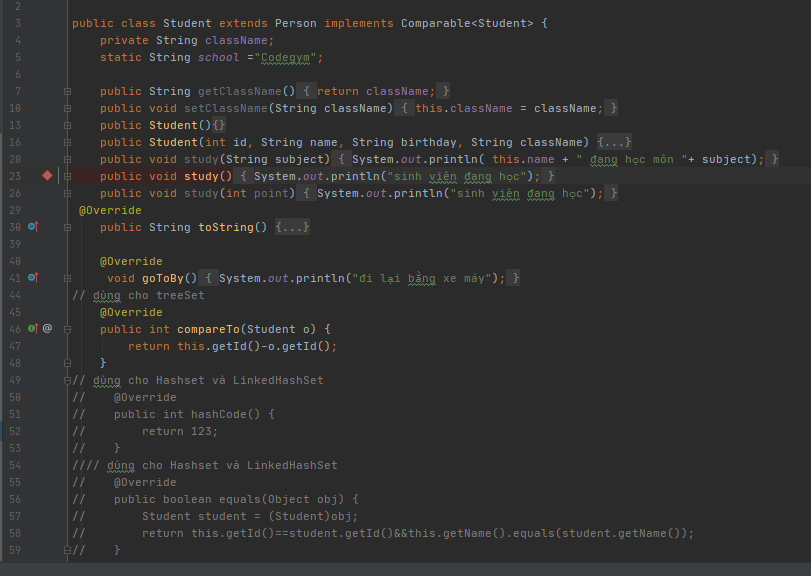 2
3 public class Student extends Person implements Comparable<Student> {
4 private String className;
5 static String school ="Codegym";
6
7 public String getClassName() { return className; }
10 public void setClassName(String className) { this.className = className; }
13 public Student(){}
16 public Student(int id, String name, String birthday, String className) {...}
20 public void study(String subject) { System.out.println( this.name + " đang học môn "+ subject); }
23 public void study() { System.out.println("sinh viên đang học"); }
26 public void study(int point) { System.out.println("sinh viên đang học"); }
29 @Override
30 public String toString() {...}
39
40 @Override
41 void goToBy() { System.out.println("đi lại bằng xe máy"); }
44 // dùng cho treeSet
45 @Override
46 @ public int compareTo(Student o) {
47 return this.getId()-o.getId();
48 }
49 // dùng cho Hashset và LinkedHashSet
50 // @Override
51 // public int hashCode() {
52 // return 123;
53 // }
54 //// dùng cho Hashset và LinkedHashSet
55 // @Override
56 // public boolean equals(Object obj) {
57 // Student student = (Student)obj;
58 // return this.getId()==student.getId()&&this.getName().equals(student.getName());
59 // }